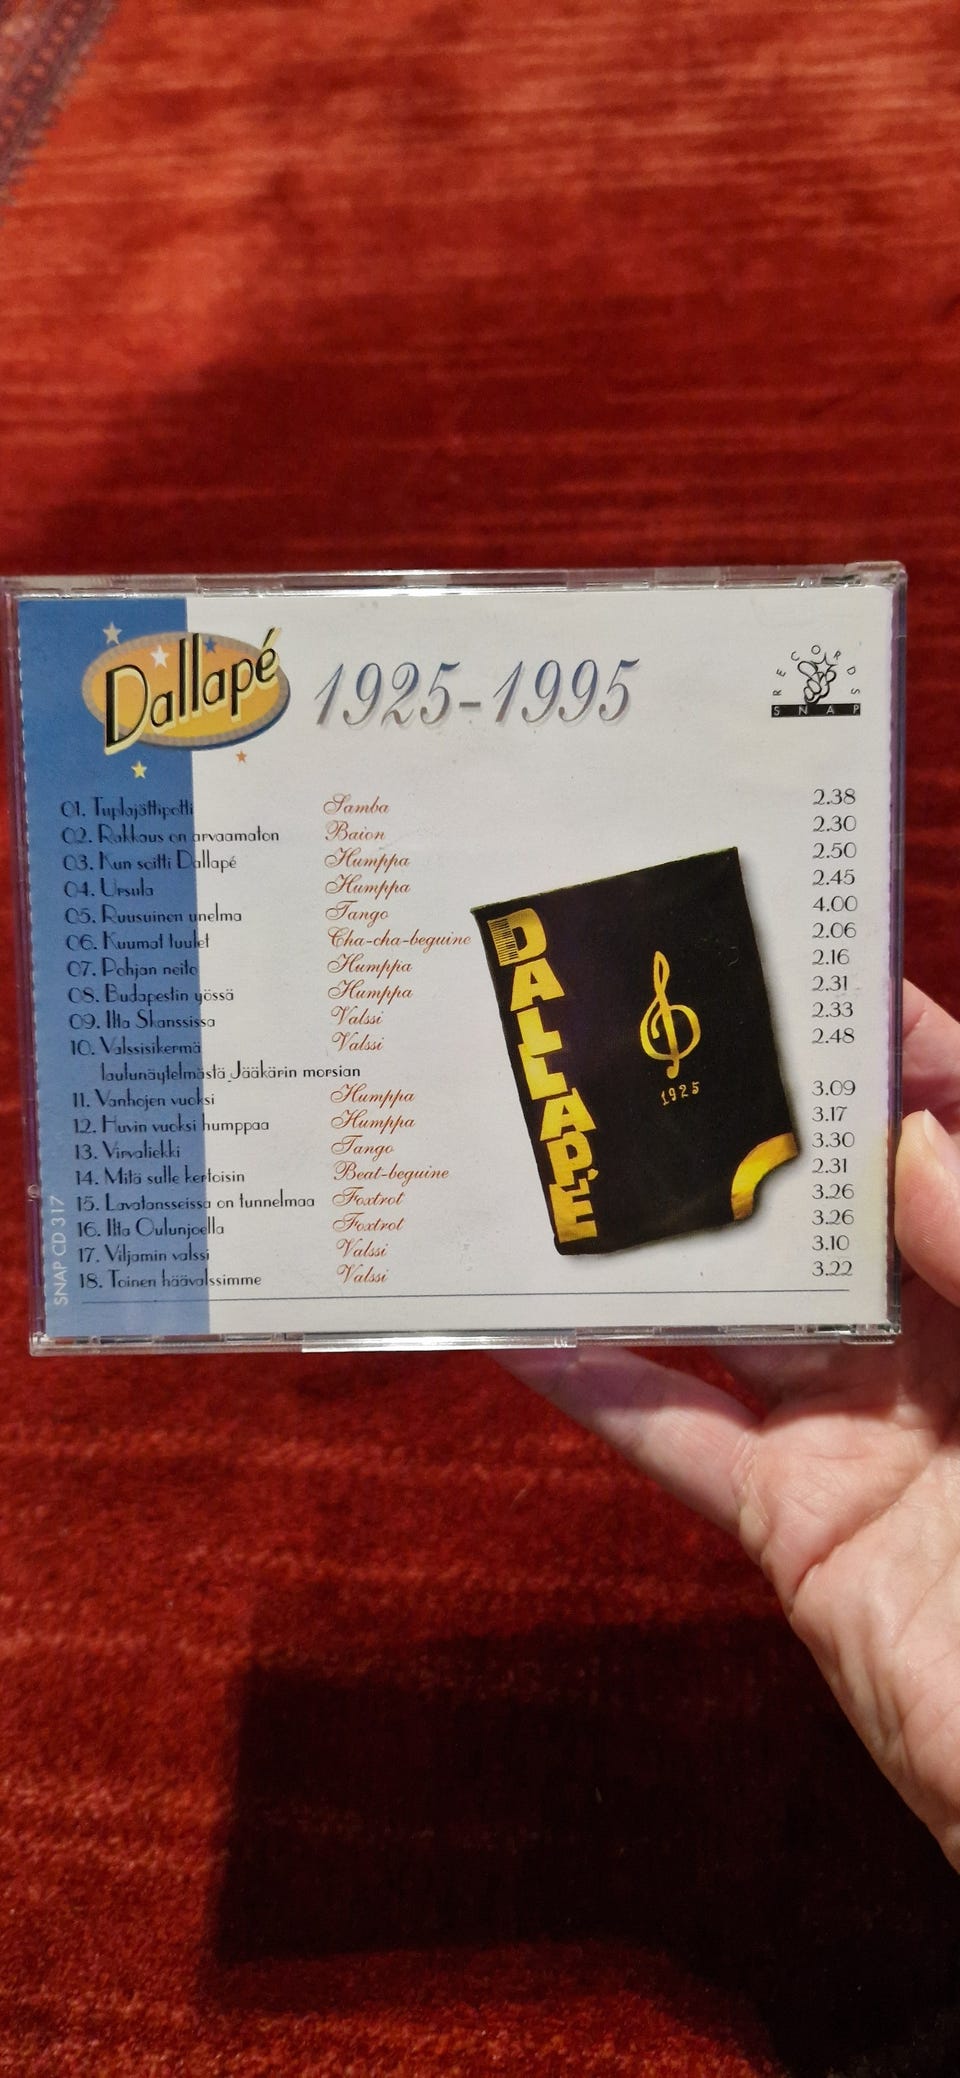 Dallapé 1925-1995
RECORDS
SNAP
01. Tuplajättipotti Samba 2.38
02. Rakkaus on arvaamaton Baion 2.30
03. Kun soitti Dallapé Humppa 2.50
04. Ursula Humppa 2.45
05. Ruusuinen unelma Tango 4.00
06. Kuumat tuulet Cha-cha-beguine 2.06
07. Pohjan neito Humppa 2.16
08. Budapestin yössä Humppa 2.31
09. Ilta Skanssissa Valssi 2.33
10. Valssisikermä Valssi 2.48
laulunäytelmästä Jääkärin morsian
11. Vanhojen vuoksi Humppa 3.09
12. Huvin vuoksi humppaa Humppa 3.17
13. Virvaliekki Tango 3.30
14. Mitä sulle kertoisin Beat-beguine 2.31
15. Lavatansseissa on tunnelmaa Foxtrot 3.26
16. Ilta Oulunjoella Foxtrot 3.26
17. Viljamin valssi Valssi 3.10
18. Toinen häävalssimme Valssi 3.22
DALLAPÉ
1925
SNAP CD 317